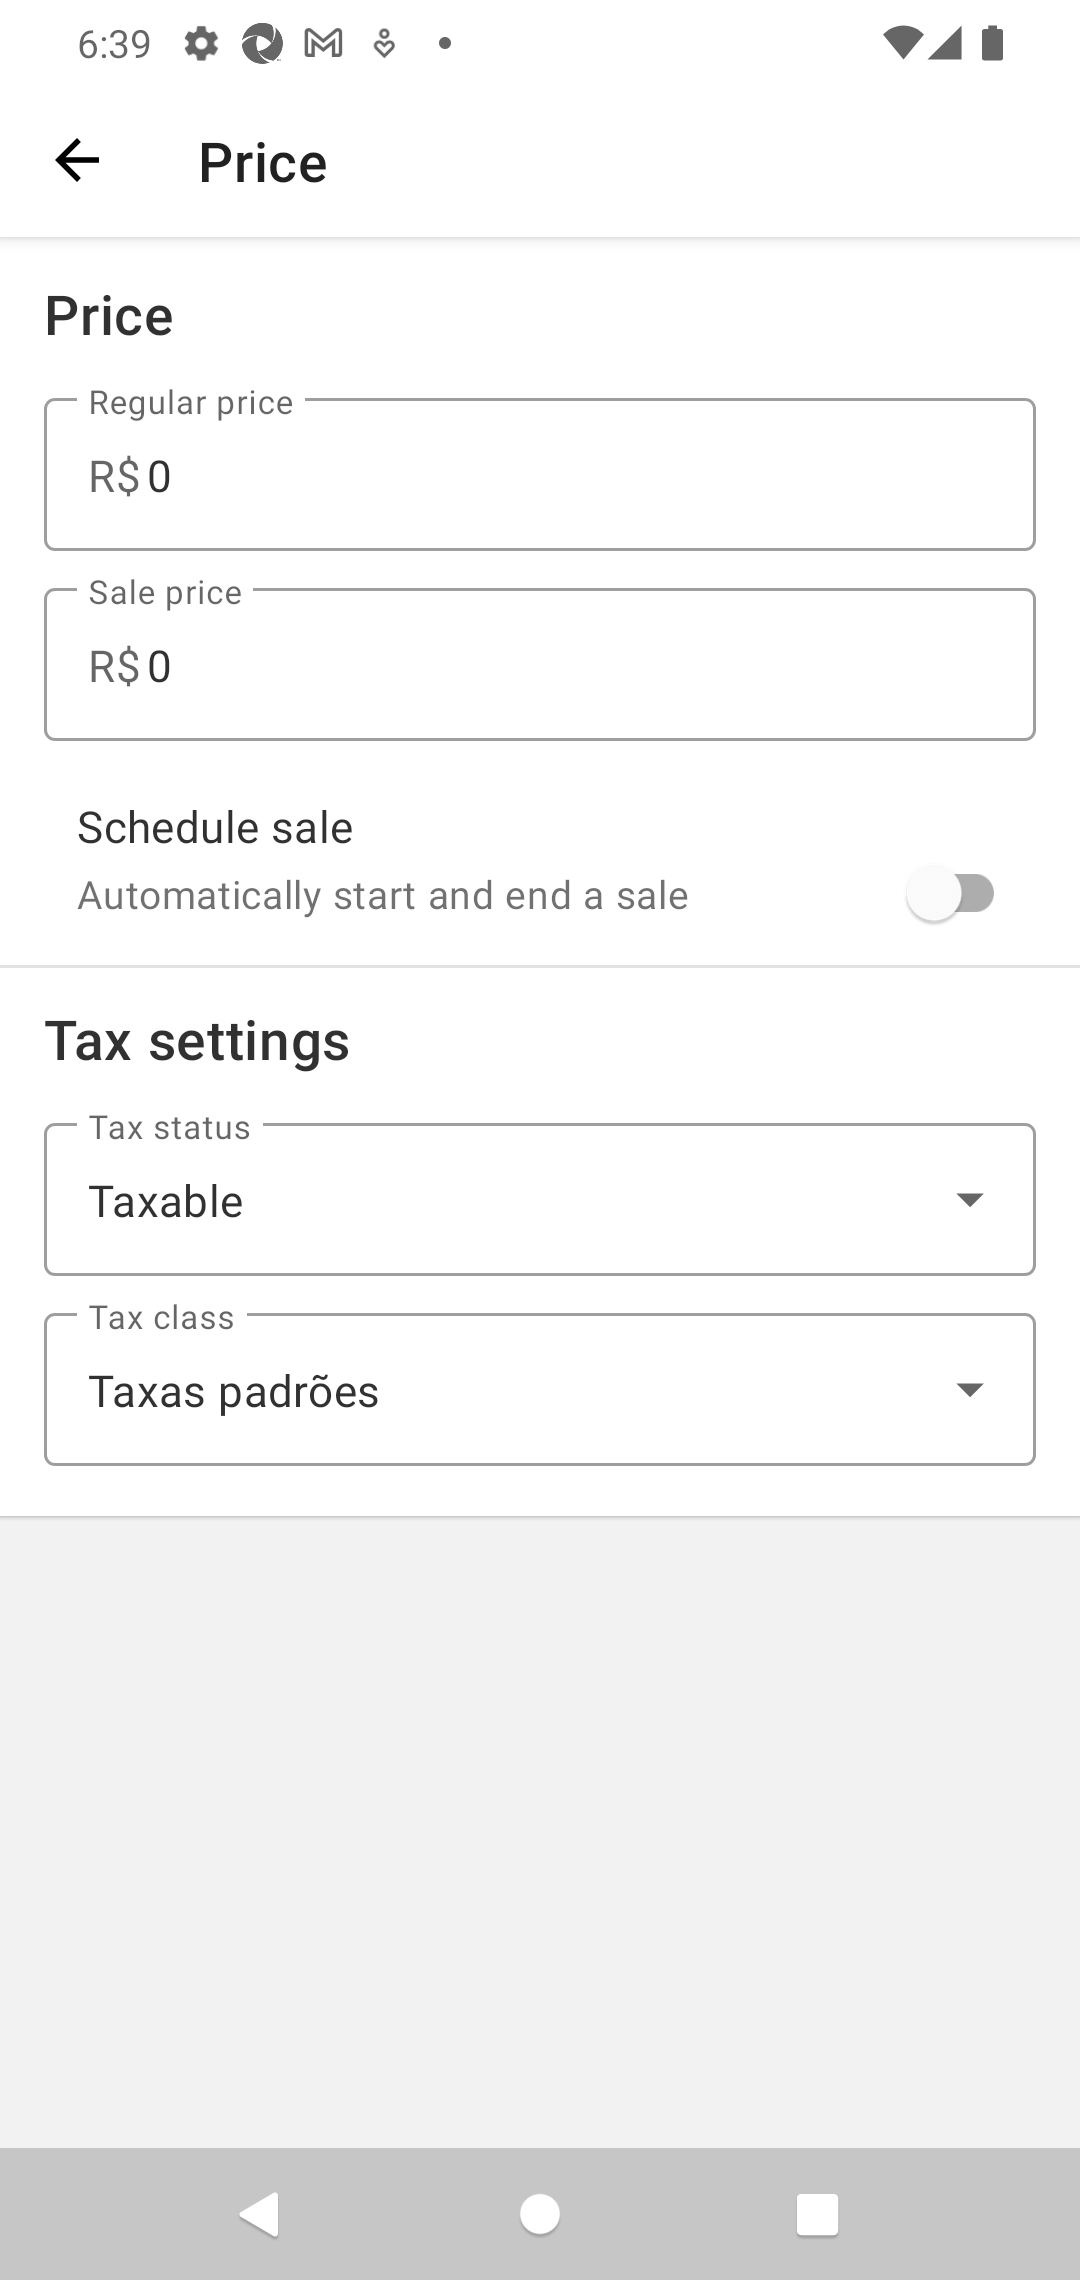 6:39
Price
Price
Regular price
R$ 0
Sale price
R$ 0
Schedule sale
Automatically start and end a sale
Tax settings
Tax status
Taxable
Tax class
Taxas padrões